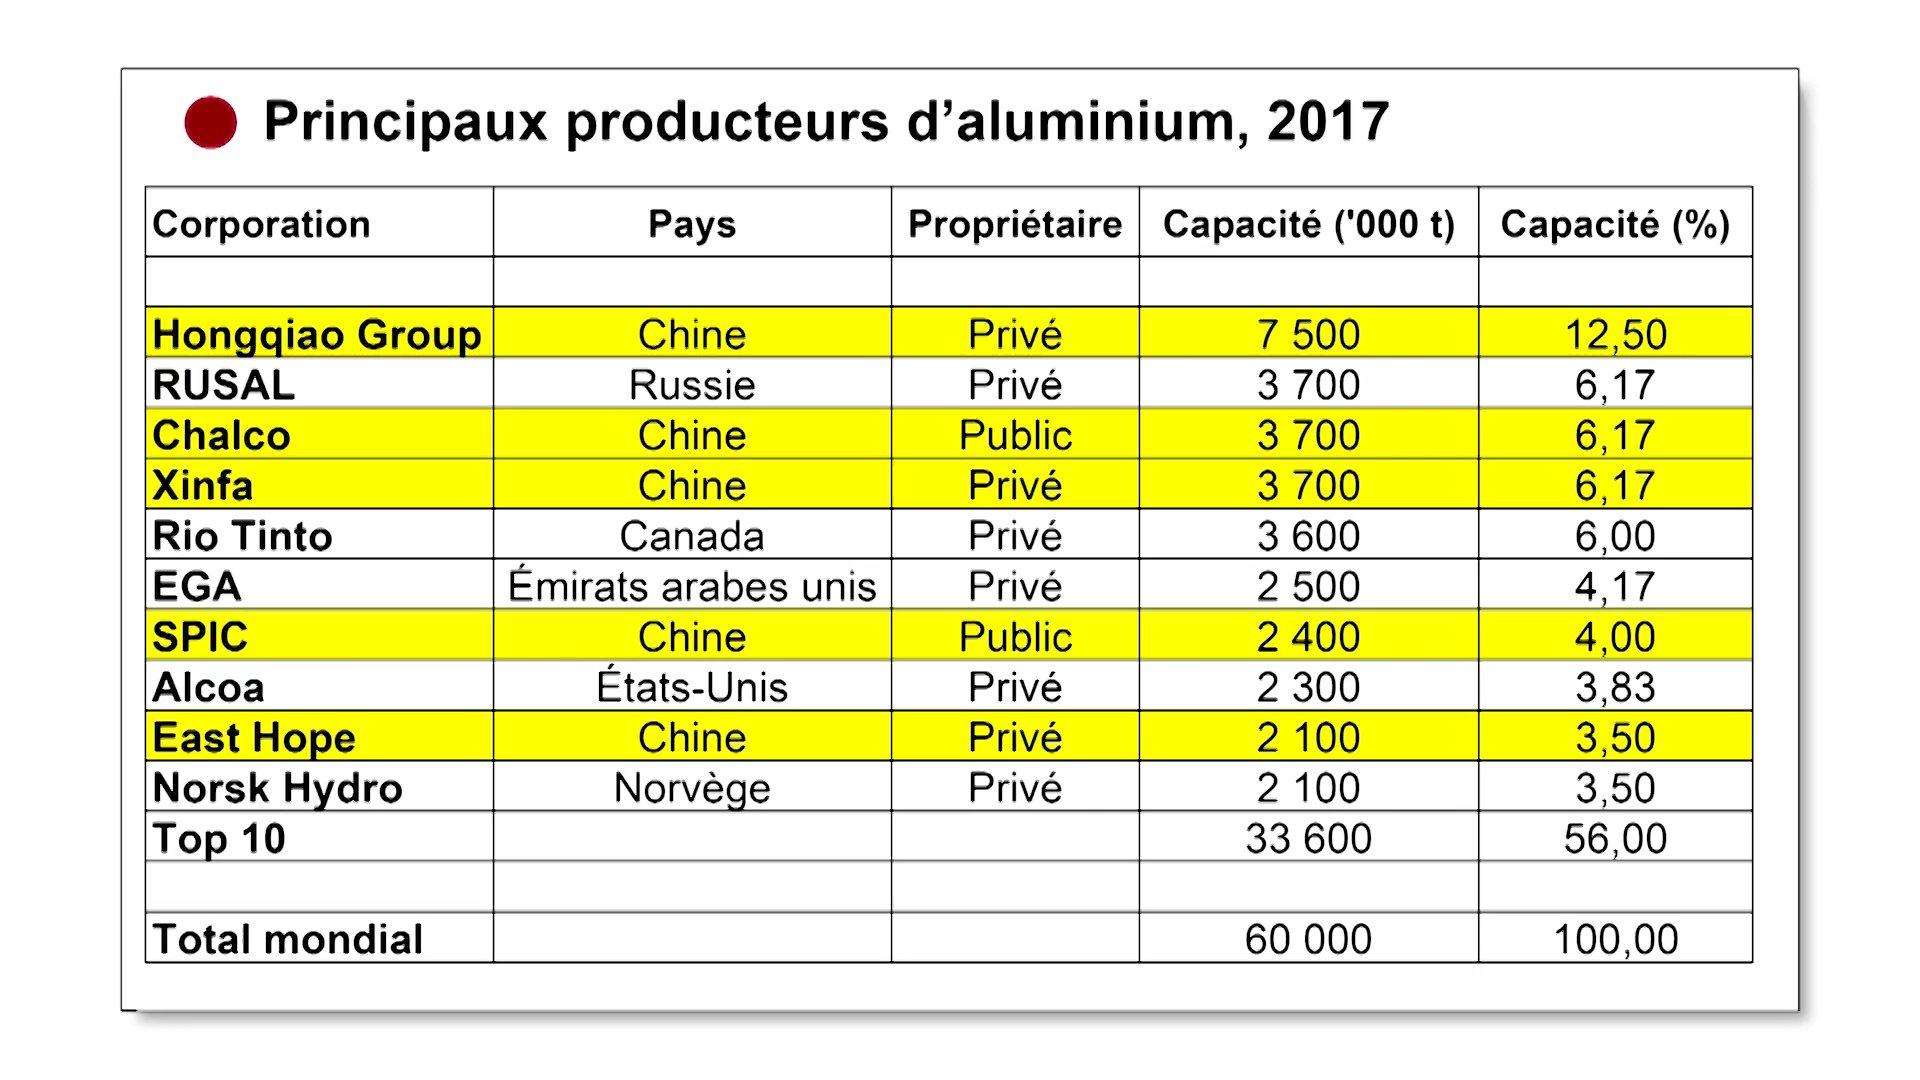 Principaux producteurs d’aluminium, 2017
Corporation Pays Propriétaire Capacité ('000 t) Capacité (%)
Hongqiao Group Chine Privé 7 500 12,50
RUSAL Russie Privé 3 700 6,17
Chalco Chine Public 3 700 6,17
Xinfa Chine Privé 3 700 6,17
Rio Tinto Canada Privé 3 600 6,00
EGA Émirats arabes unis Privé 2 500 4,17
SPIC Chine Public 2 400 4,00
Alcoa États-Unis Privé 2 300 3,83
East Hope Chine Privé 2 100 3,50
Norsk Hydro Norvège Privé 2 100 3,50
Top 10 33 600 56,00
Total mondial 60 000 100,00